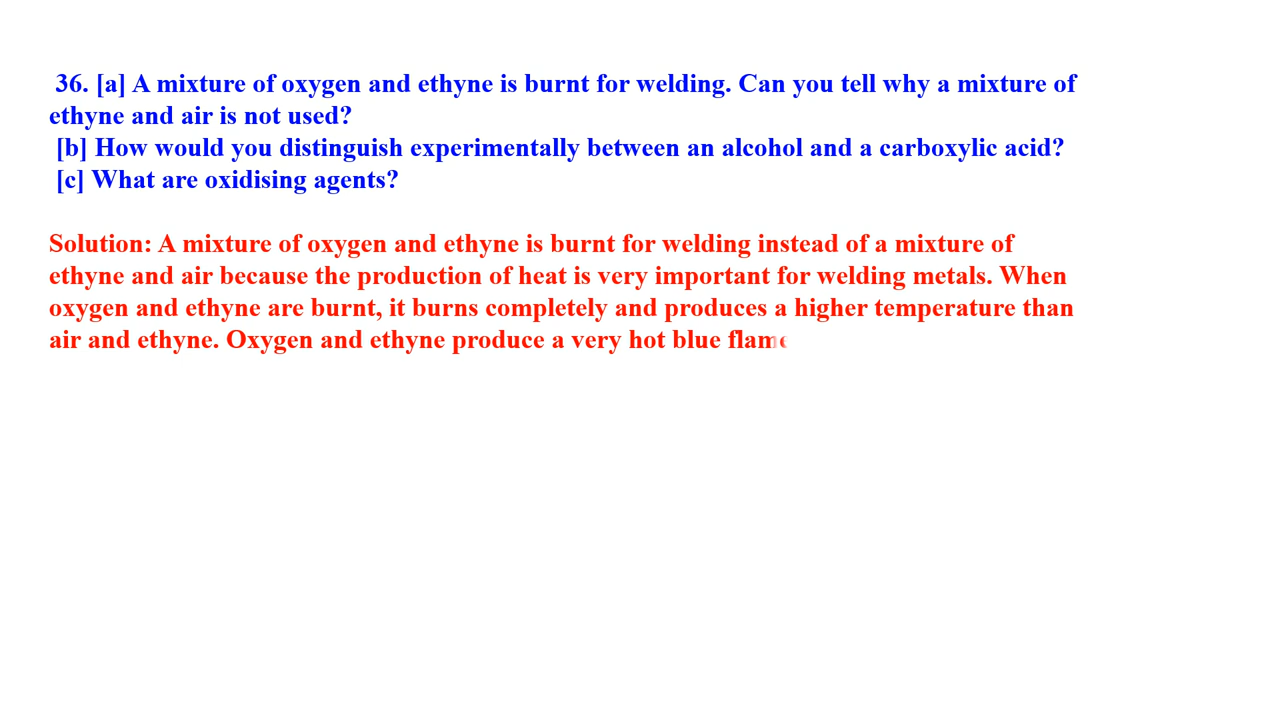 36. [a] A mixture of oxygen and ethyne is burnt for welding. Can you tell why a mixture of
ethyne and air is not used?
[b] How would you distinguish experimentally between an alcohol and a carboxylic acid?
[c] What are oxidising agents?
Solution: A mixture of oxygen and ethyne is burnt for welding instead of a mixture of
ethyne and air because the production of heat is very important for welding metals. When
oxygen and ethyne are burnt, it burns completely and produces a higher temperature than
air and ethyne. Oxygen and ethyne produce a very hot blue flame